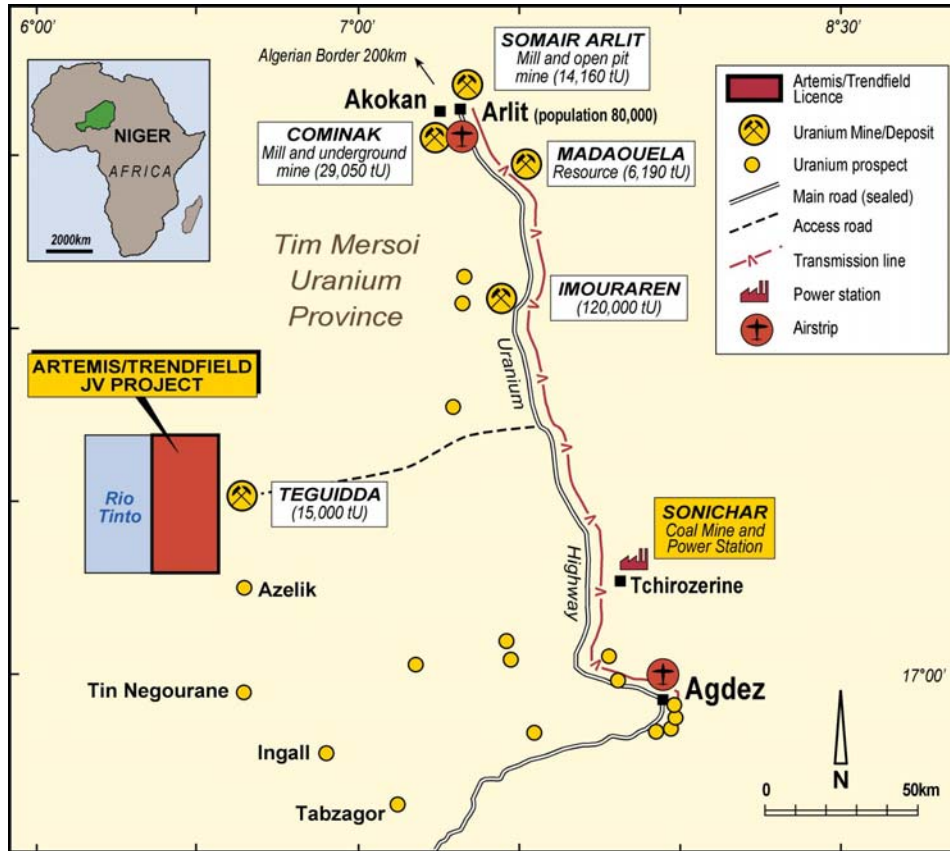 6°00'
7°00'
8°30'
NIGER
AFRICA
2000km
Algerian Border 200km
SOMAIR ARLIT
Mill and open pit
mine (14,160 tU)
Akokan
Arlit (population 80,000)
COMINAK
Mill and underground
mine (29,050 tU)
MADAOUELA
Resource (6,190 tU)
Artemis/Trendfield
Licence
Uranium Mine/Deposit
Uranium prospect
Main road (sealed)
Access road
Transmission line
Power station
Airstrip
Tim Mersoi
Uranium
Province
IMOURAREN
(120,000 tU)
Uranium
Highway
ARTEMIS/TRENDFIELD
JV PROJECT
Rio
Tinto
TEGUIDDA
(15,000 tU)
SONICHAR
Coal Mine and
Power Station
Tchirozerine
Azelik
Tin Negourane
Ingall
Tabzagor
Agdez
17°00'
N
0 50km